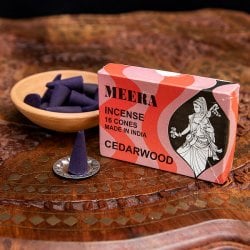 MEERA
INCENSE
16 CONES
MADE IN INDIA
CEDARWOOD